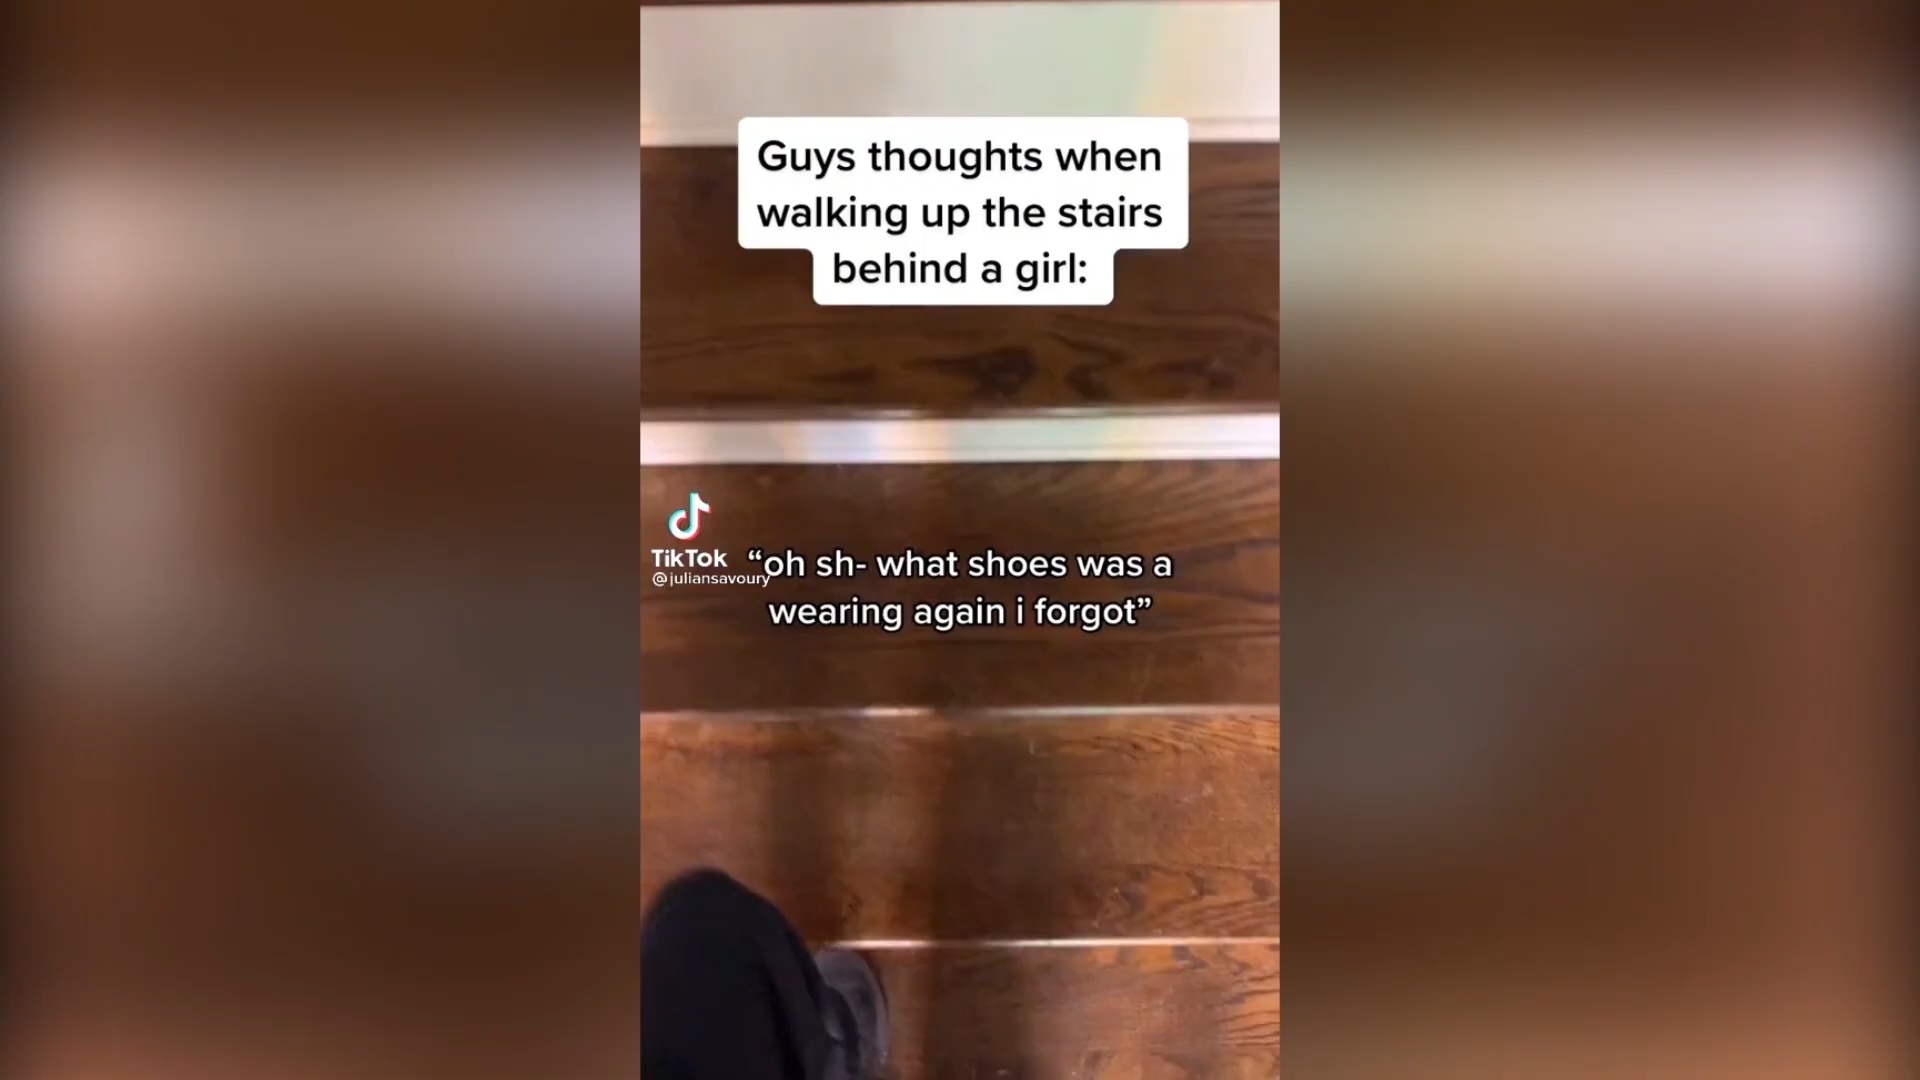 Guys thoughts when
walking up the stairs
behind a girl:
TikTok
@juliansavoury
“oh sh- what shoes was a
wearing again i forgot”